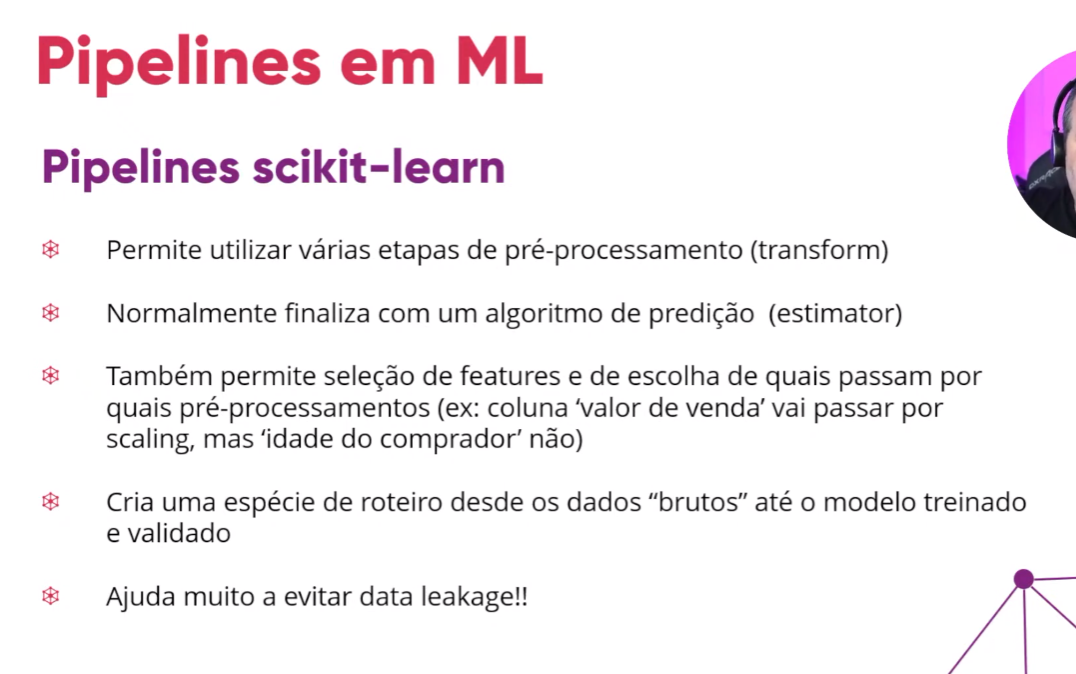 Pipelines em ML
Pipelines scikit-learn
Permite utilizar várias etapas de pré-processamento (transform)
Normalmente finaliza com um algoritmo de predição  (estimator)
Também permite seleção de features e de escolha de quais passam por
quais pré-processamentos (ex: coluna ‘valor de venda’ vai passar por
scaling, mas ‘idade do comprador’ não)
Cria uma espécie de roteiro desde os dados “brutos” até o modelo treinado
e validado
Ajuda muito a evitar data leakage!!